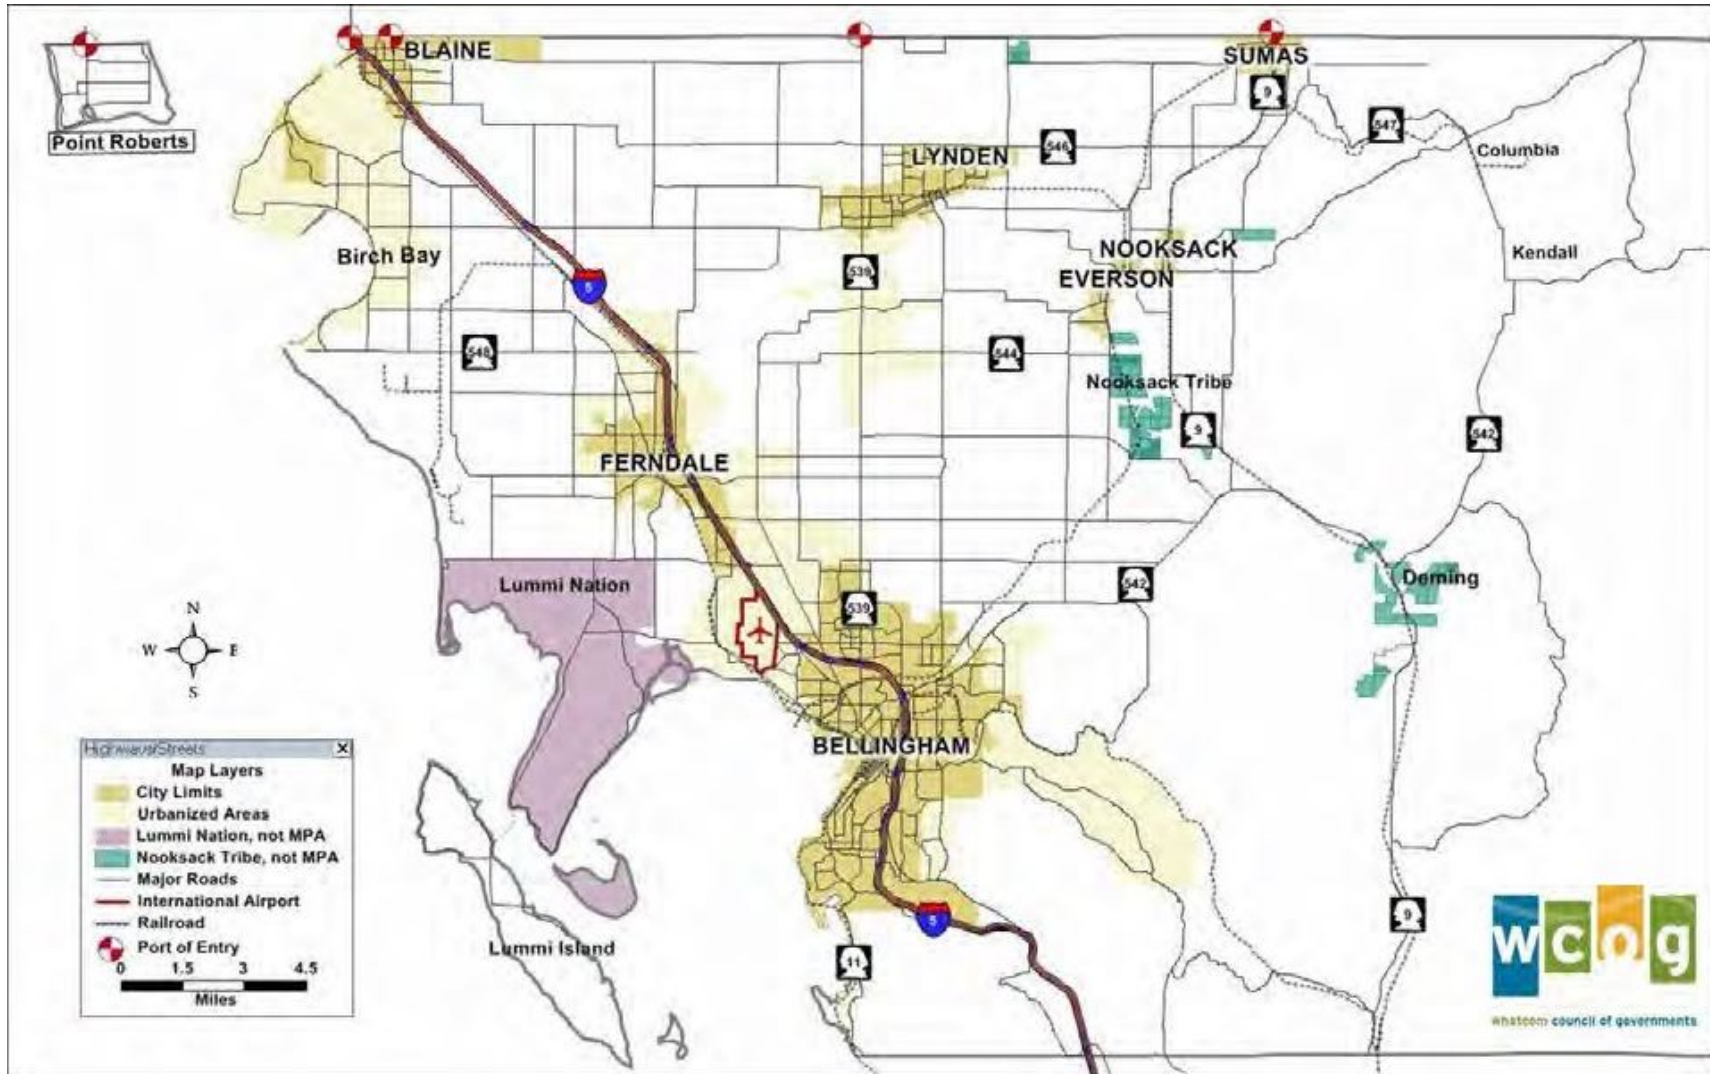 BLAINE
SUMAS
9
547
Point Roberts
LYNDEN
546
Columbia
Birch Bay
NOOKSACK
Kendall
539
EVERSON
5
548
544
Nooksack Tribe
9
542
FERNDALE
Lummi Nation
542
Deming
539
N
W E
S
BELLINGHAM
Highways/Streets
Map Layers
City Limits
Urbanized Areas
Lummi Nation, not MPA
Nooksack Tribe, not MPA
Major Roads
International Airport
Railroad
Port of Entry
0 1.5 3 4.5
Miles
Lummi Island
5
11
9
wcog
whatcom council of governments